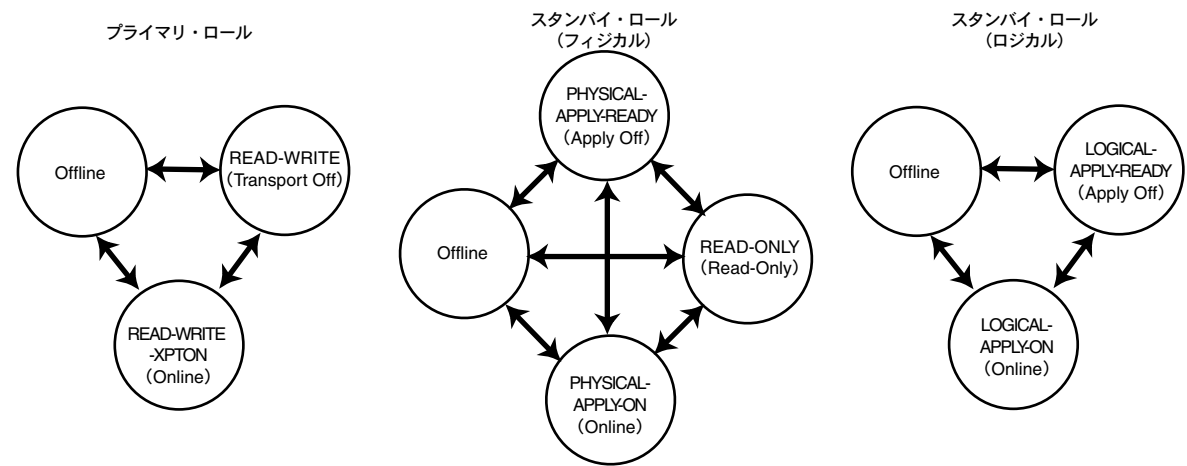 プライマリ・ロール
Offline
READ-WRITE
(Transport Off)
READ-WRITE
-XPTON
(Online)
スタンバイ・ロール
(フィジカル)
PHYSICAL-
APPLY-READY
(Apply Off)
Offline
READ-ONLY
(Read-Only)
PHYSICAL-
APPLY-ON
(Online)
スタンバイ・ロール
(ロジカル)
Offline
LOGICAL-
APPLY-READY
(Apply Off)
LOGICAL-
APPLY-ON
(Online)